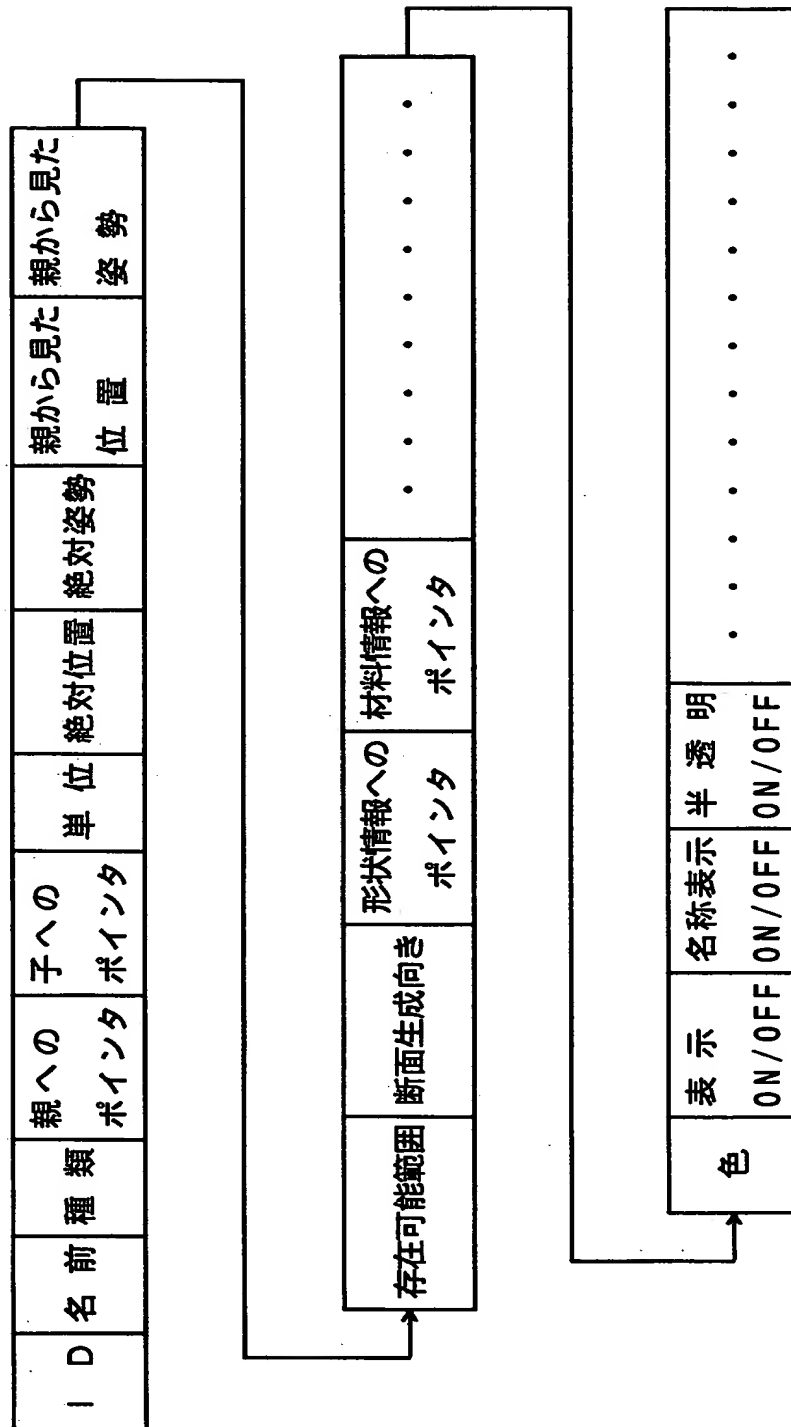 ID
名前
種類
親への
ポインタ
子への
ポインタ
単位
絶対位置
絶対姿勢
親から見た
位置
親から見た
姿勢
存在可能範囲
断面生成向き
形状情報への
ポインタ
材料情報への
ポインタ
・・・・・・・・・
色
表示
ON/OFF
名称表示
ON/OFF
半透明
ON/OFF
・・・・・・・・・・・・・